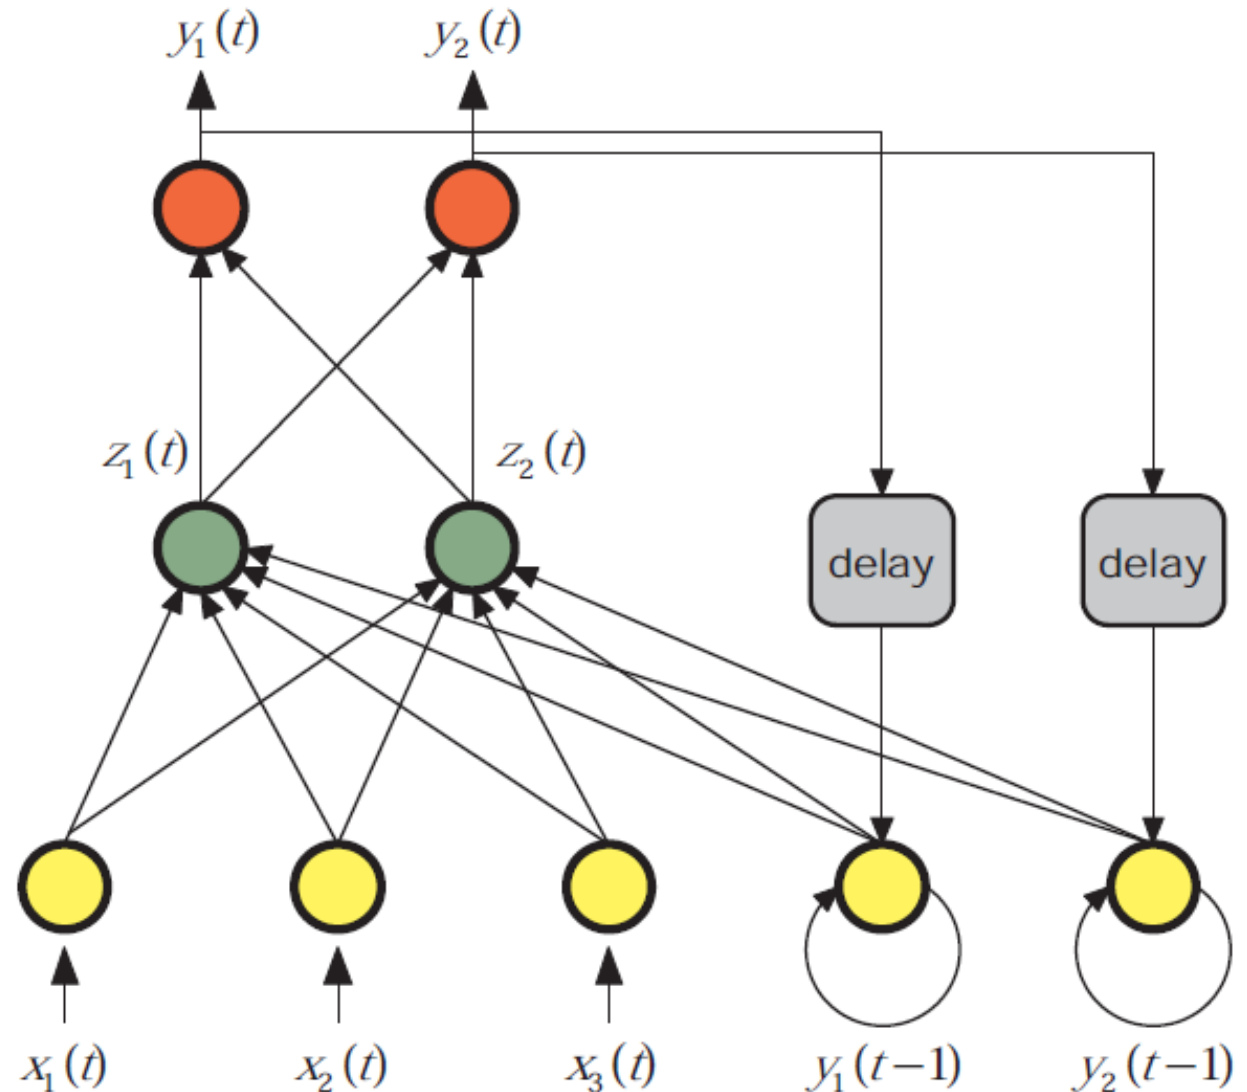 y₁(t) y₂(t)
z₁(t) z₂(t)
delay delay
x₁(t) x₂(t) x₃(t) y₁(t−1) y₂(t−1)